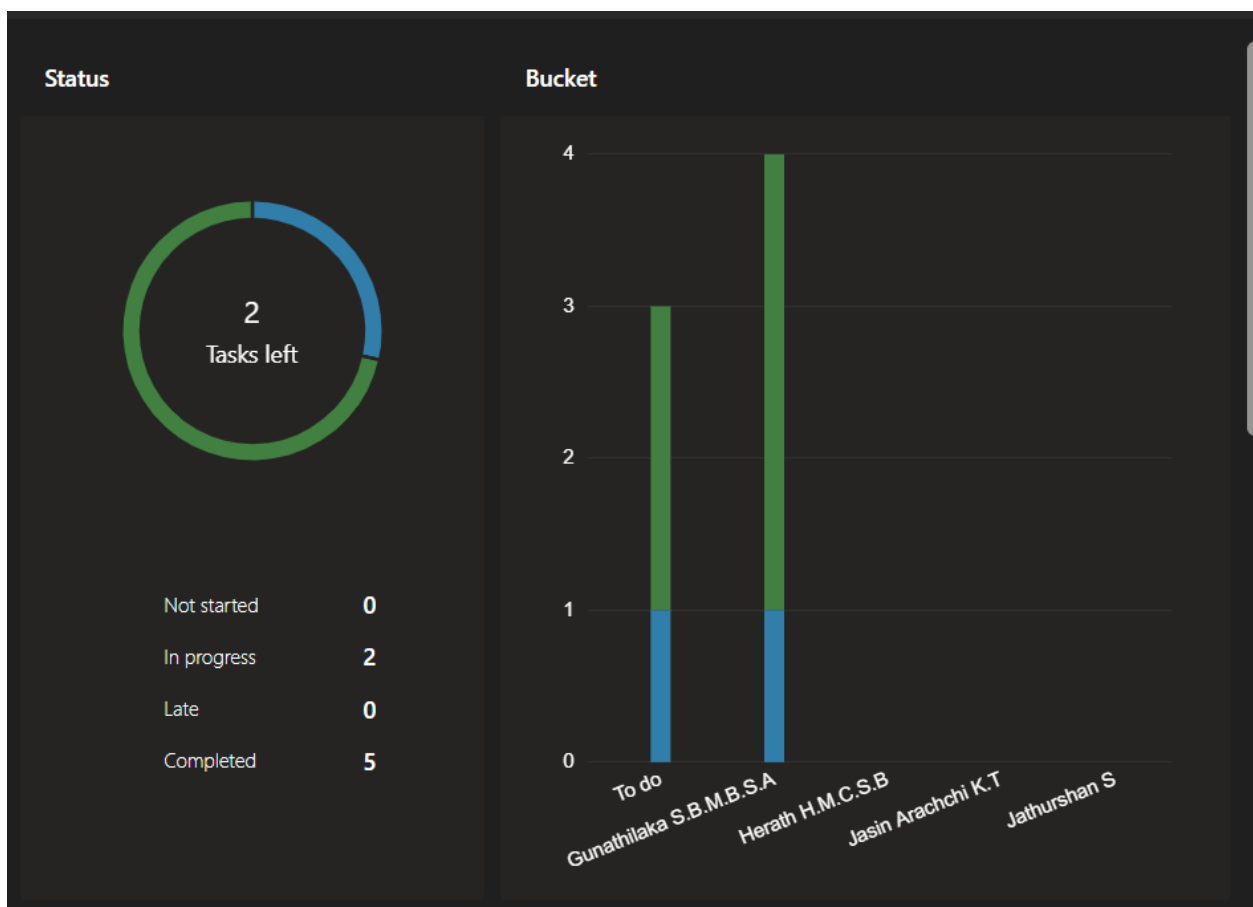 Status
2
Tasks left
Not started 0
In progress 2
Late 0
Completed 5
Bucket
4
3
2
1
0
To do
Gunathilaka S.B.M.B.S.A
Herath H.M.C.S.B
Jasin Arachchi K.T
Jathurshan S